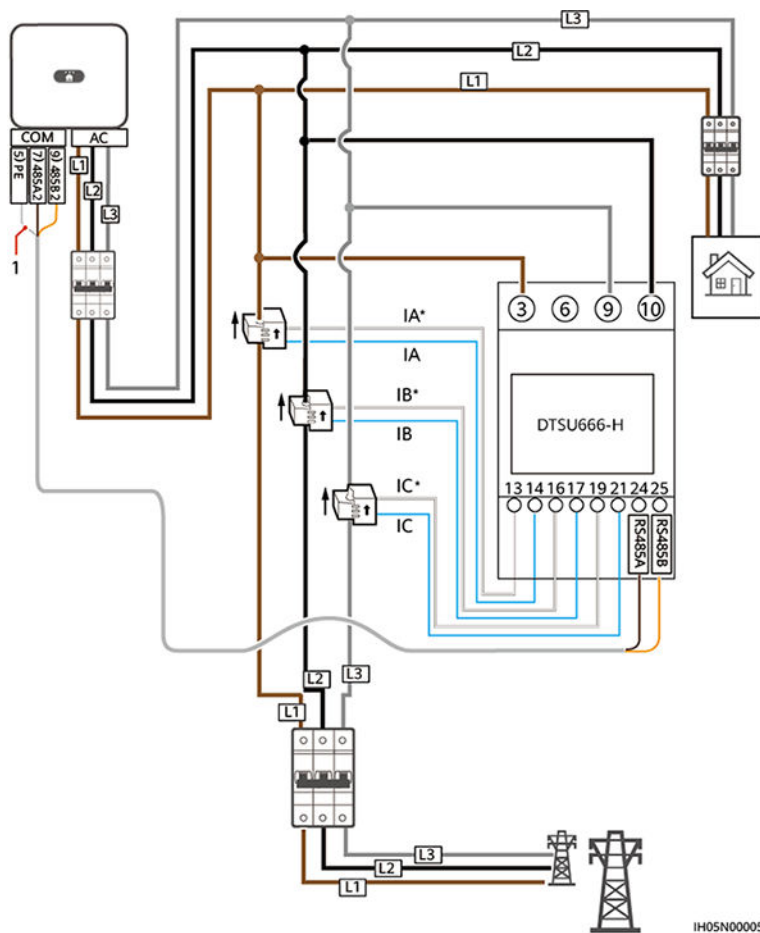 L3
L2
L1
COM
AC
5) PE
7) 485A2
9) 485B2
L1
L2
L3
1
3
6
9
10
IA*
IA
IB*
IB
IC*
IC
DTSU666-H
13 14 16 17 19 21 24 25
RS485A
RS485B
L2
L3
L1
L3
L2
L1
IH05N00005